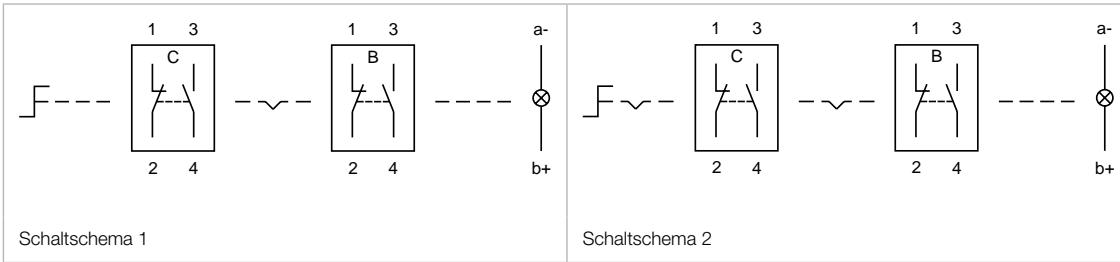 1 3 1 3 a-
C B
2 4 2 4 b+
Schaltschema 1
1 3 1 3 a-
C B
2 4 2 4 b+
Schaltschema 2